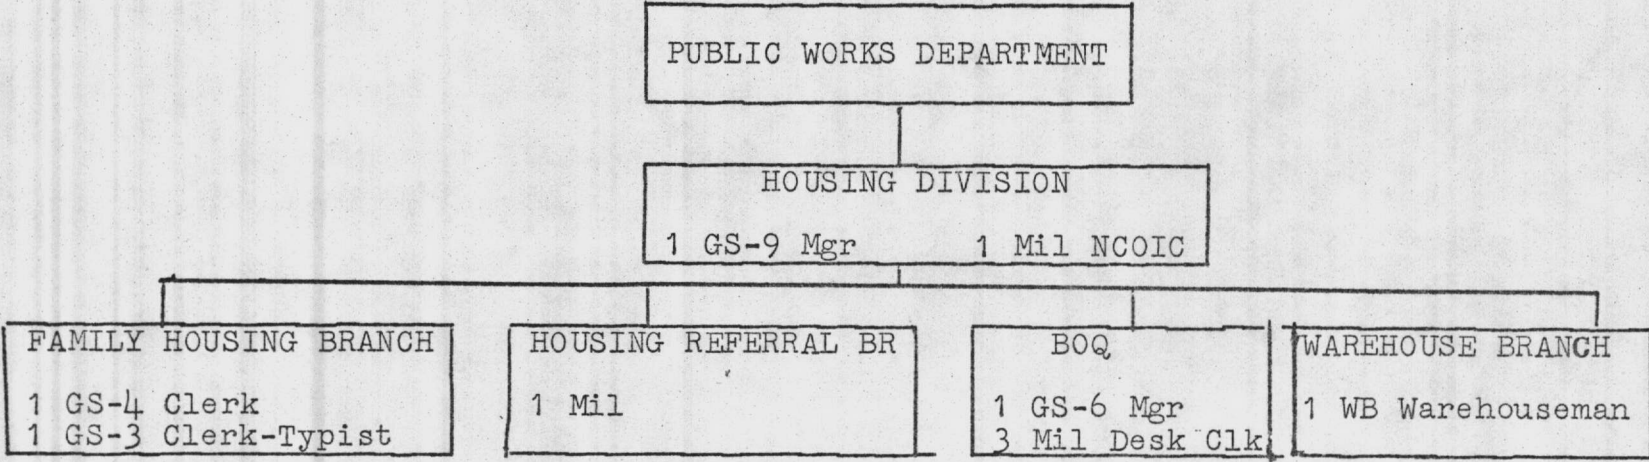 PUBLIC WORKS DEPARTMENT
HOUSING DIVISION
1 GS-9 Mgr 1 Mil NCOIC
FAMILY HOUSING BRANCH
1 GS-4 Clerk
1 GS-3 Clerk-Typist
HOUSING REFERRAL BR
1 Mil
BOQ
1 GS-6 Mgr
3 Mil Desk Clk
WAREHOUSE BRANCH
1 WB Warehouseman